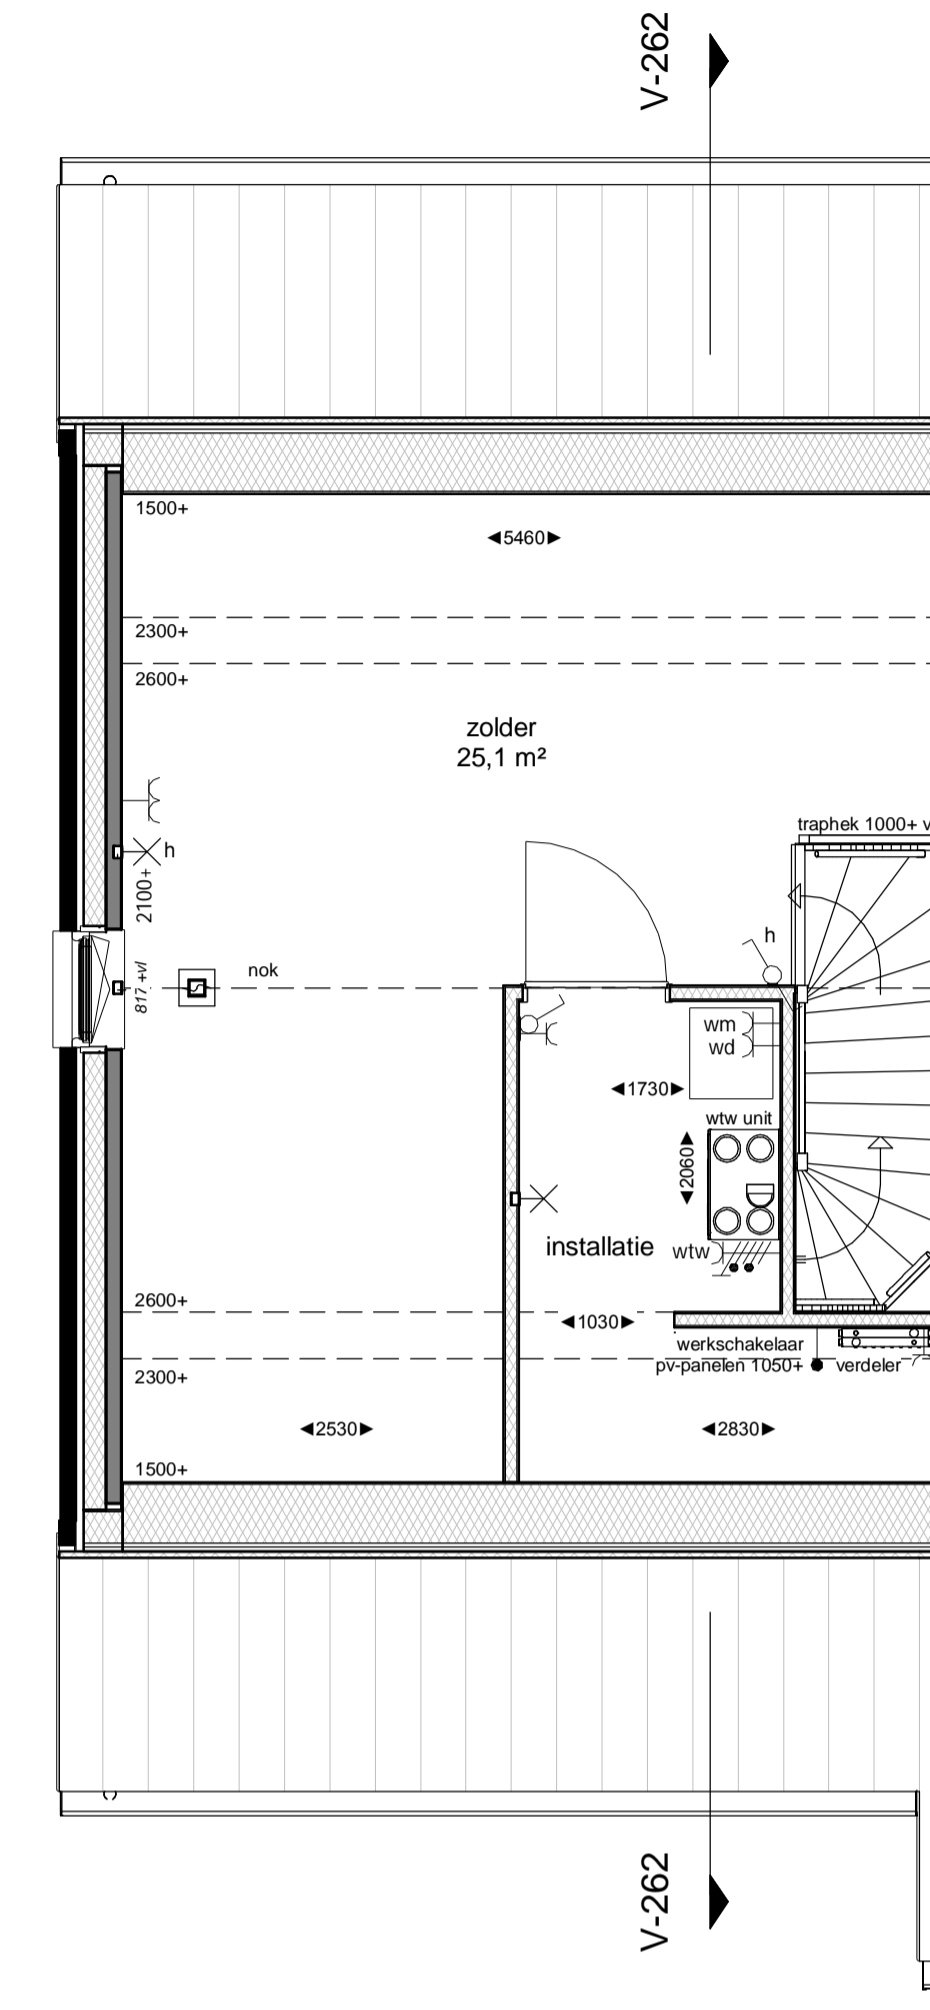 V-262
1500+
5460
2300+
2600+
zolder
25,1 m²
traphek 1000+ v
h
2100+
h
nok
817 +vl
wm
wd
1730
wtw unit
2060
installatie
wtw
2600+
1030
werkschakelaar
pv-panelen 1050+
verdeler
2300+
2530
2830
1500+
V-262